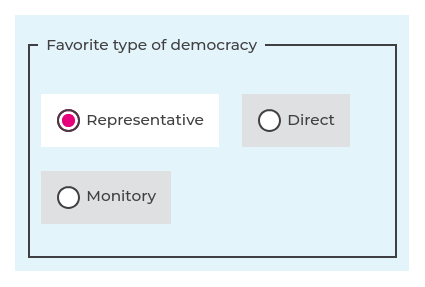 Favorite type of democracy
Representative
Direct
Monitory